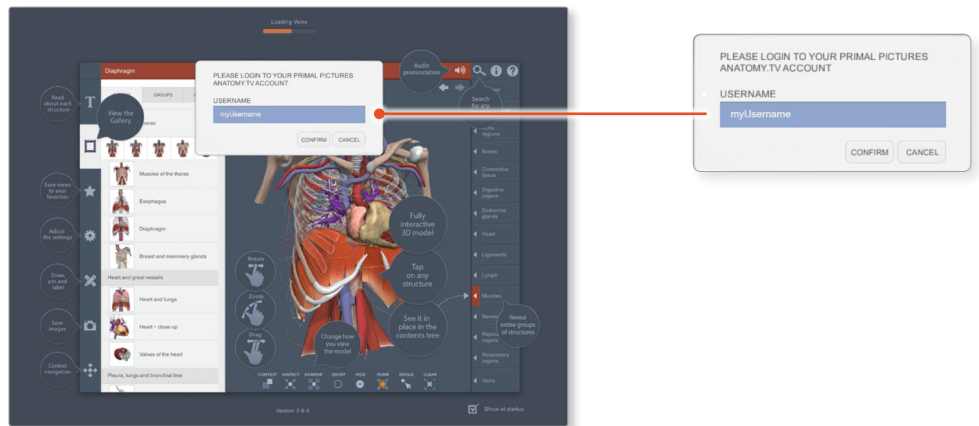 Loading Veins
Diaphragm
Audio
pronunciation
Search
for any
Read
about each
structure
T
View the
Gallery
GROUPS
PLEASE LOGIN TO YOUR PRIMAL PICTURES
ANATOMY.TV ACCOUNT
USERNAME
myUsername
CONFIRM
CANCEL
regions
Bones
Connective
tissue
Digestive
organs
Endocrine
glands
Heart
Ligaments
Lymph
Muscles
Nerves
Respiratory
organs
Veins
Muscles of the thorax
Esophagus
Diaphragm
Breast and mammary glands
Heart and great vessels
Heart and lungs
Heart - close up
Valves of the heart
Pleura, lungs and bronchial tree
Save views
to your
favorites
Adjust
the settings
Draw,
pin and
label
Save
images
Control
navigation
Fully
interactive
3D model
Tap
on any
structure
See it in
place in the
contents tree
Reveal
entire groups
of structures
Rotate
Zoom
Drag
Change how
you view
the model
CONTEXT INSPECT EXAMINE GHOST HIDE HOME SINGLE CLEAR
Version 2.6.4
Show at startup
PLEASE LOGIN TO YOUR PRIMAL PICTURES
ANATOMY.TV ACCOUNT
USERNAME
myUsername
CONFIRM
CANCEL